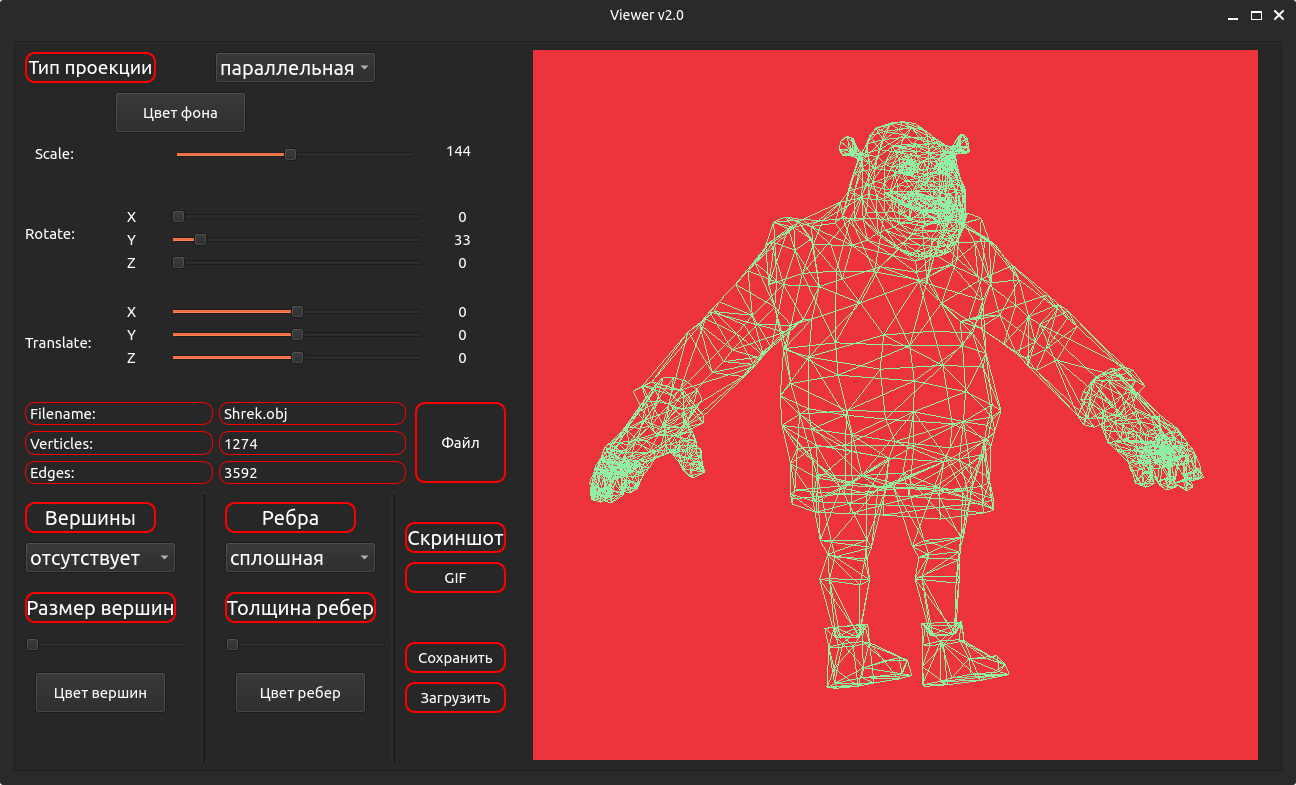 Viewer v2.0
Тип проекции
параллельная
Цвет фона
Scale:
144
Rotate:
X
0
Y
33
Z
0
Translate:
X
0
Y
0
Z
0
Filename:
Shrek.obj
Verticles:
1274
Edges:
3592
Файл
Вершины
отсутствует
Размер вершин
Цвет вершин
Ребра
сплошная
Толщина ребер
Цвет ребер
Скриншот
GIF
Сохранить
Загрузить